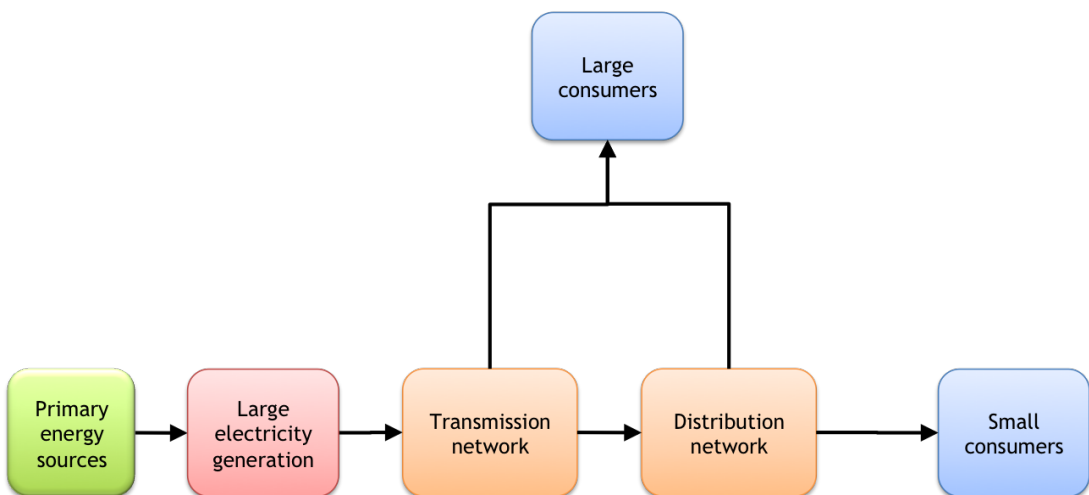 Large
consumers
Primary
energy
sources
Large
electricity
generation
Transmission
network
Distribution
network
Small
consumers